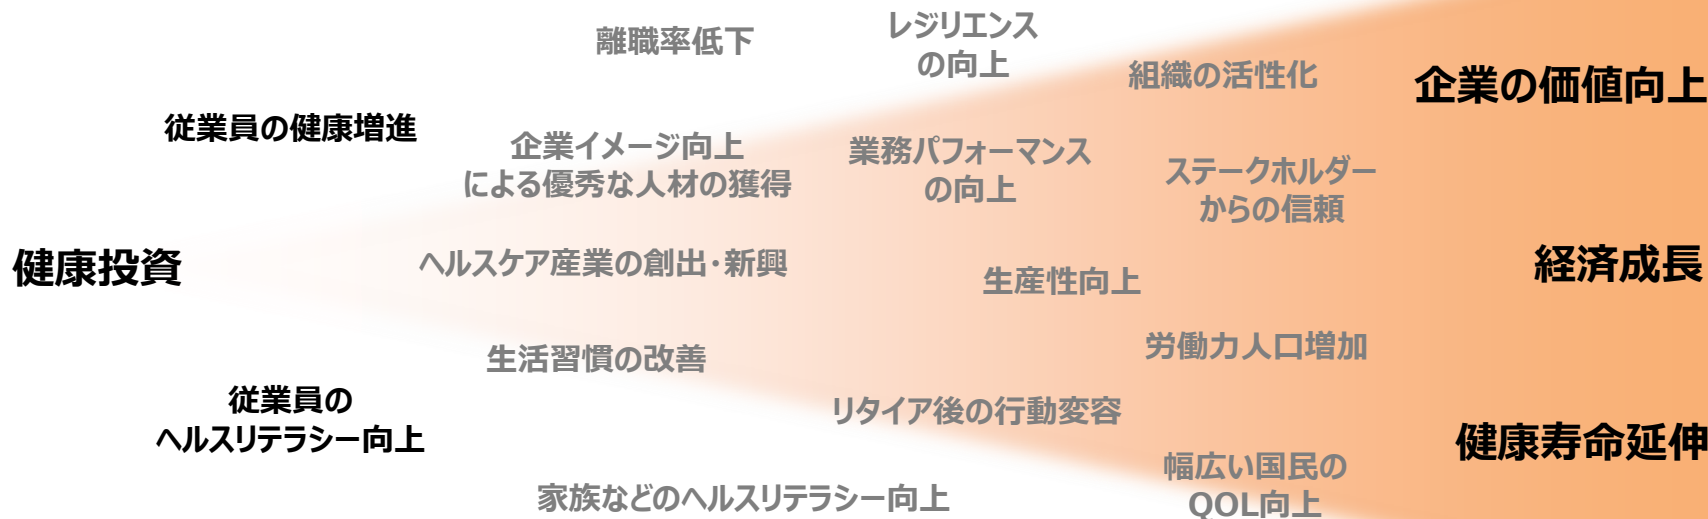 離職率低下
レジリエンス
の向上
組織の活性化
企業の価値向上
従業員の健康増進
企業イメージ向上
による優秀な人材の獲得
業務パフォーマンス
の向上
ステークホルダー
からの信頼
健康投資
ヘルスケア産業の創出・新興
生産性向上
経済成長
生活習慣の改善
労働力人口増加
従業員の
ヘルスリテラシー向上
リタイア後の行動変容
健康寿命延伸
家族などのヘルスリテラシー向上
幅広い国民の
QOL向上